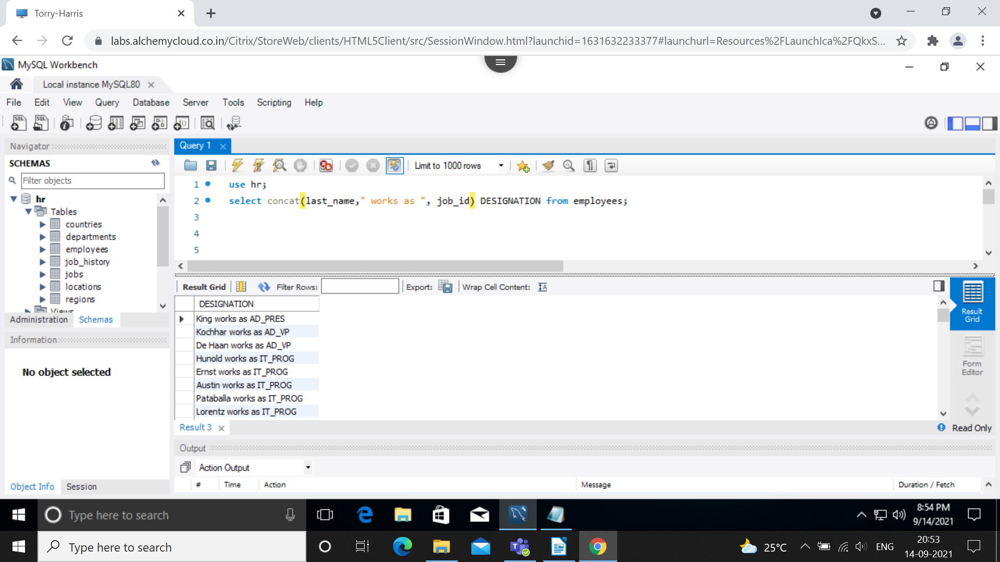 Torry-Harris
labs.alchemycloud.co.in/Citrix/StoreWeb/clients/HTML5Client/src/SessionWindow.html?launchid=1631632233377#launchurl=Resources%2FLaunchIca%2FQkxS...
MySQL Workbench
Local instance MySQL80
File Edit View Query Database Server Tools Scripting Help
Navigator
SCHEMAS
Filter objects
hr
Tables
countries
departments
employees
job_history
jobs
locations
regions
Views
Administration Schemas
Information
No object selected
Object Info Session
Query 1
Limit to 1000 rows
1 use hr;
2 select concat(last_name," works as ", job_id) DESIGNATION from employees;
3
4
5
Result Grid Filter Rows: Export: Wrap Cell Content:
DESIGNATION
King works as AD_PRES
Kochhar works as AD_VP
De Haan works as AD_VP
Hunold works as IT_PROG
Ernst works as IT_PROG
Austin works as IT_PROG
Pataballa works as IT_PROG
Lorentz works as IT_PROG
Result
Grid
Form
Editor
Result 3
Read Only
Output
Action Output
# Time Action Message Duration / Fetch
Type here to search
8:54 PM
9/14/2021
Type here to search
25°C
ENG
20:53
14-09-2021